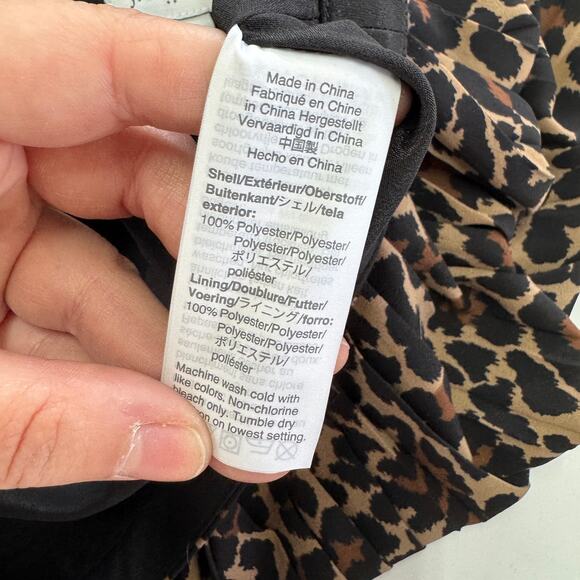 Made in China
Fabriqué en Chine
in China Hergestellt
Vervaardigd in China
中国製
Hecho en China
Shell/Extérieur/Oberstoff/
Buitenkant/シェル/tela
exterior:
100% Polyester/Polyester/
Polyester/Polyester/
ポリエステル/
poliéster
Lining/Doublure/Futter/
Voering/ライニング/forro:
100% Polyester/Polyester/
Polyester/Polyester/
ポリエステル/
poliéster
Machine wash cold with
like colors. Non-chlorine
bleach only. Tumble dry
on lowest setting.